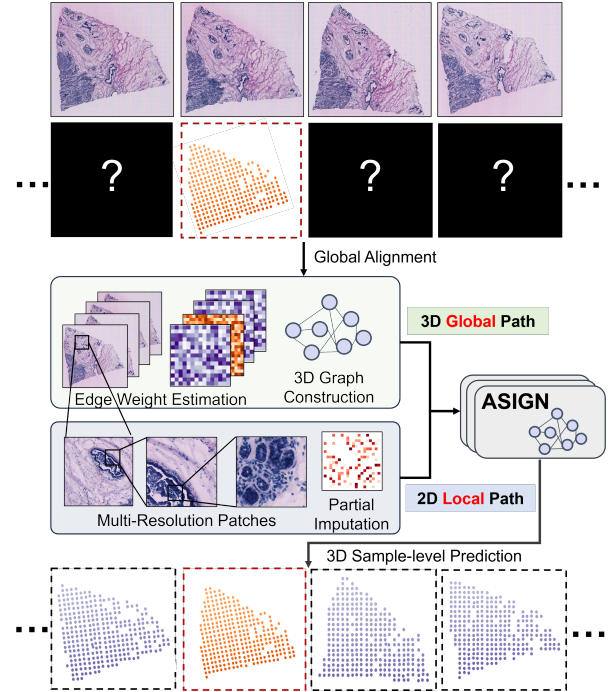 ... ? ? ? ...
Global Alignment
Edge Weight Estimation
3D Graph
Construction
3D Global Path
ASIGN
Multi-Resolution Patches
Partial
Imputation
2D Local Path
3D Sample-level Prediction
... ...